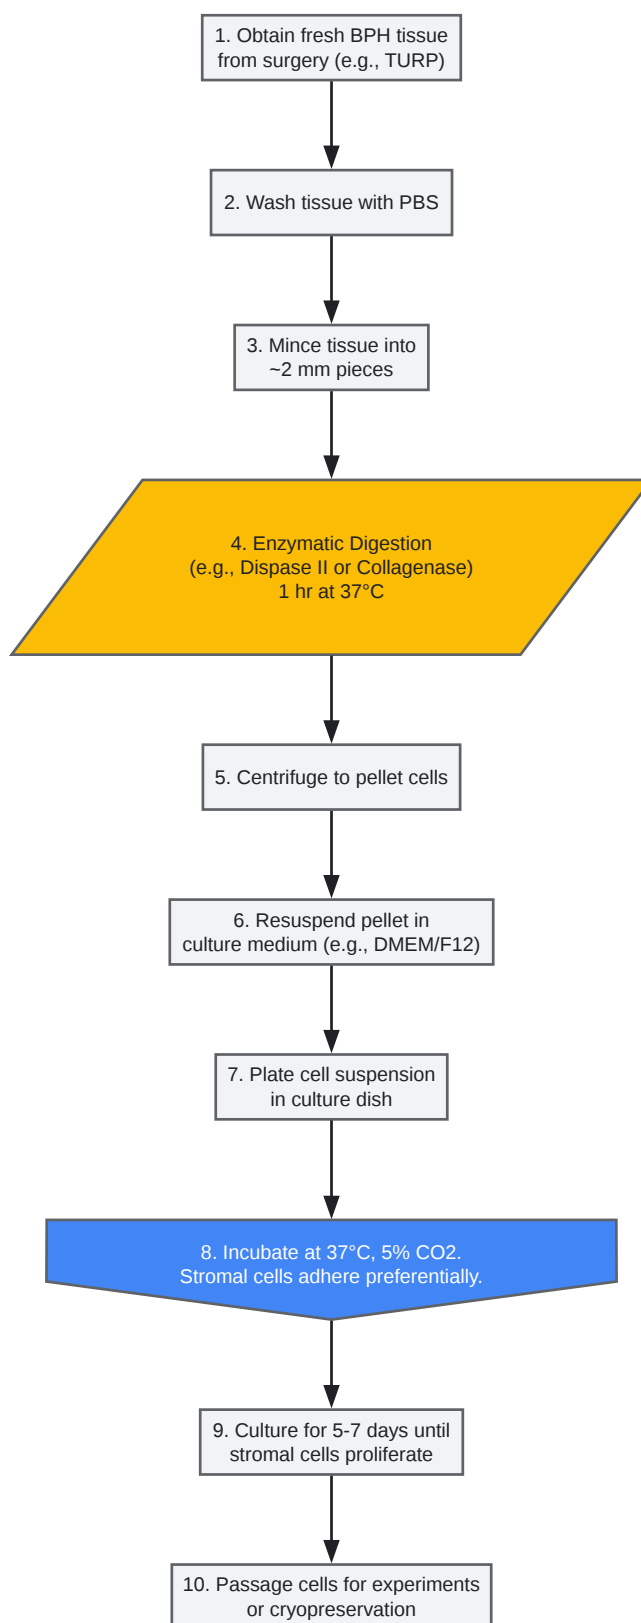 1. Obtain fresh BPH tissue
from surgery (e.g., TURP)
2. Wash tissue with PBS
3. Mince tissue into
~2 mm pieces
4. Enzymatic Digestion
(e.g., Dispase II or Collagenase)
1 hr at 37°C
5. Centrifuge to pellet cells
6. Resuspend pellet in
culture medium (e.g., DMEM/F12)
7. Plate cell suspension
in culture dish
8. Incubate at 37°C, 5% CO2.
Stromal cells adhere preferentially.
9. Culture for 5-7 days until
stromal cells proliferate
10. Passage cells for experiments
or cryopreservation